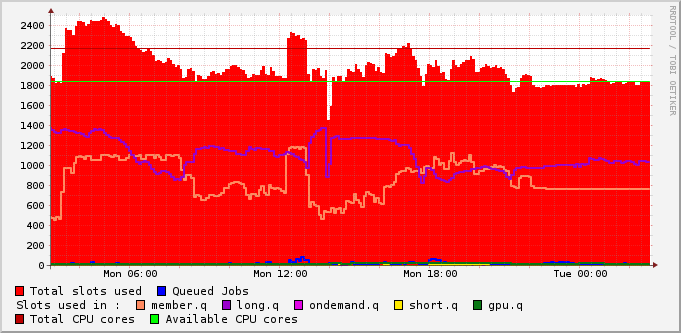 RRDTOOL / TOBI OETIKER
2400
2200
2000
1800
1600
1400
1200
1000
800
600
400
200
0
Mon 06:00 Mon 12:00 Mon 18:00 Tue 00:00
Total slots used Queued Jobs
Slots used in : member.q long.q ondemand.q short.q gpu.q
Total CPU cores Available CPU cores